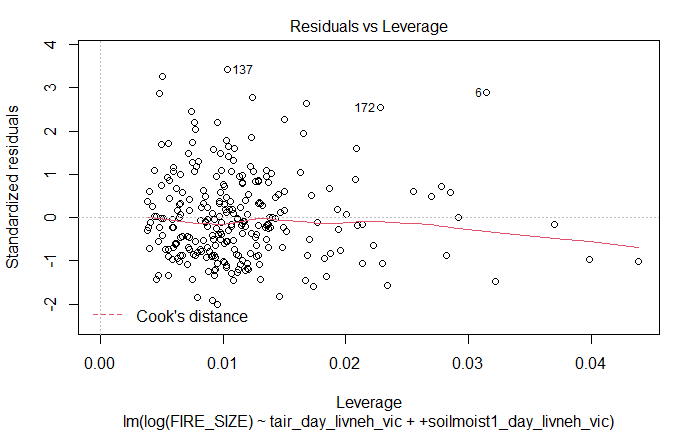 Residuals vs Leverage
Standardized residuals
4
3
2
1
0
-1
-2
137
6
172
Cook's distance
0.00 0.01 0.02 0.03 0.04
Leverage
lm(log(FIRE_SIZE) ~ tair_day_livneh_vic + +soilmoist1_day_livneh_vic)